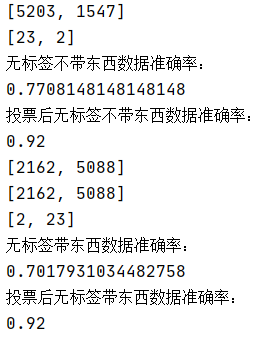 [5203, 1547]
[23, 2]
无标签不带东西数据准确率：
0.7708148148148148
投票后无标签不带东西数据准确率：
0.92
[2162, 5088]
[2162, 5088]
[2, 23]
无标签带东西数据准确率：
0.7017931034482758
投票后无标签带东西数据准确率：
0.92